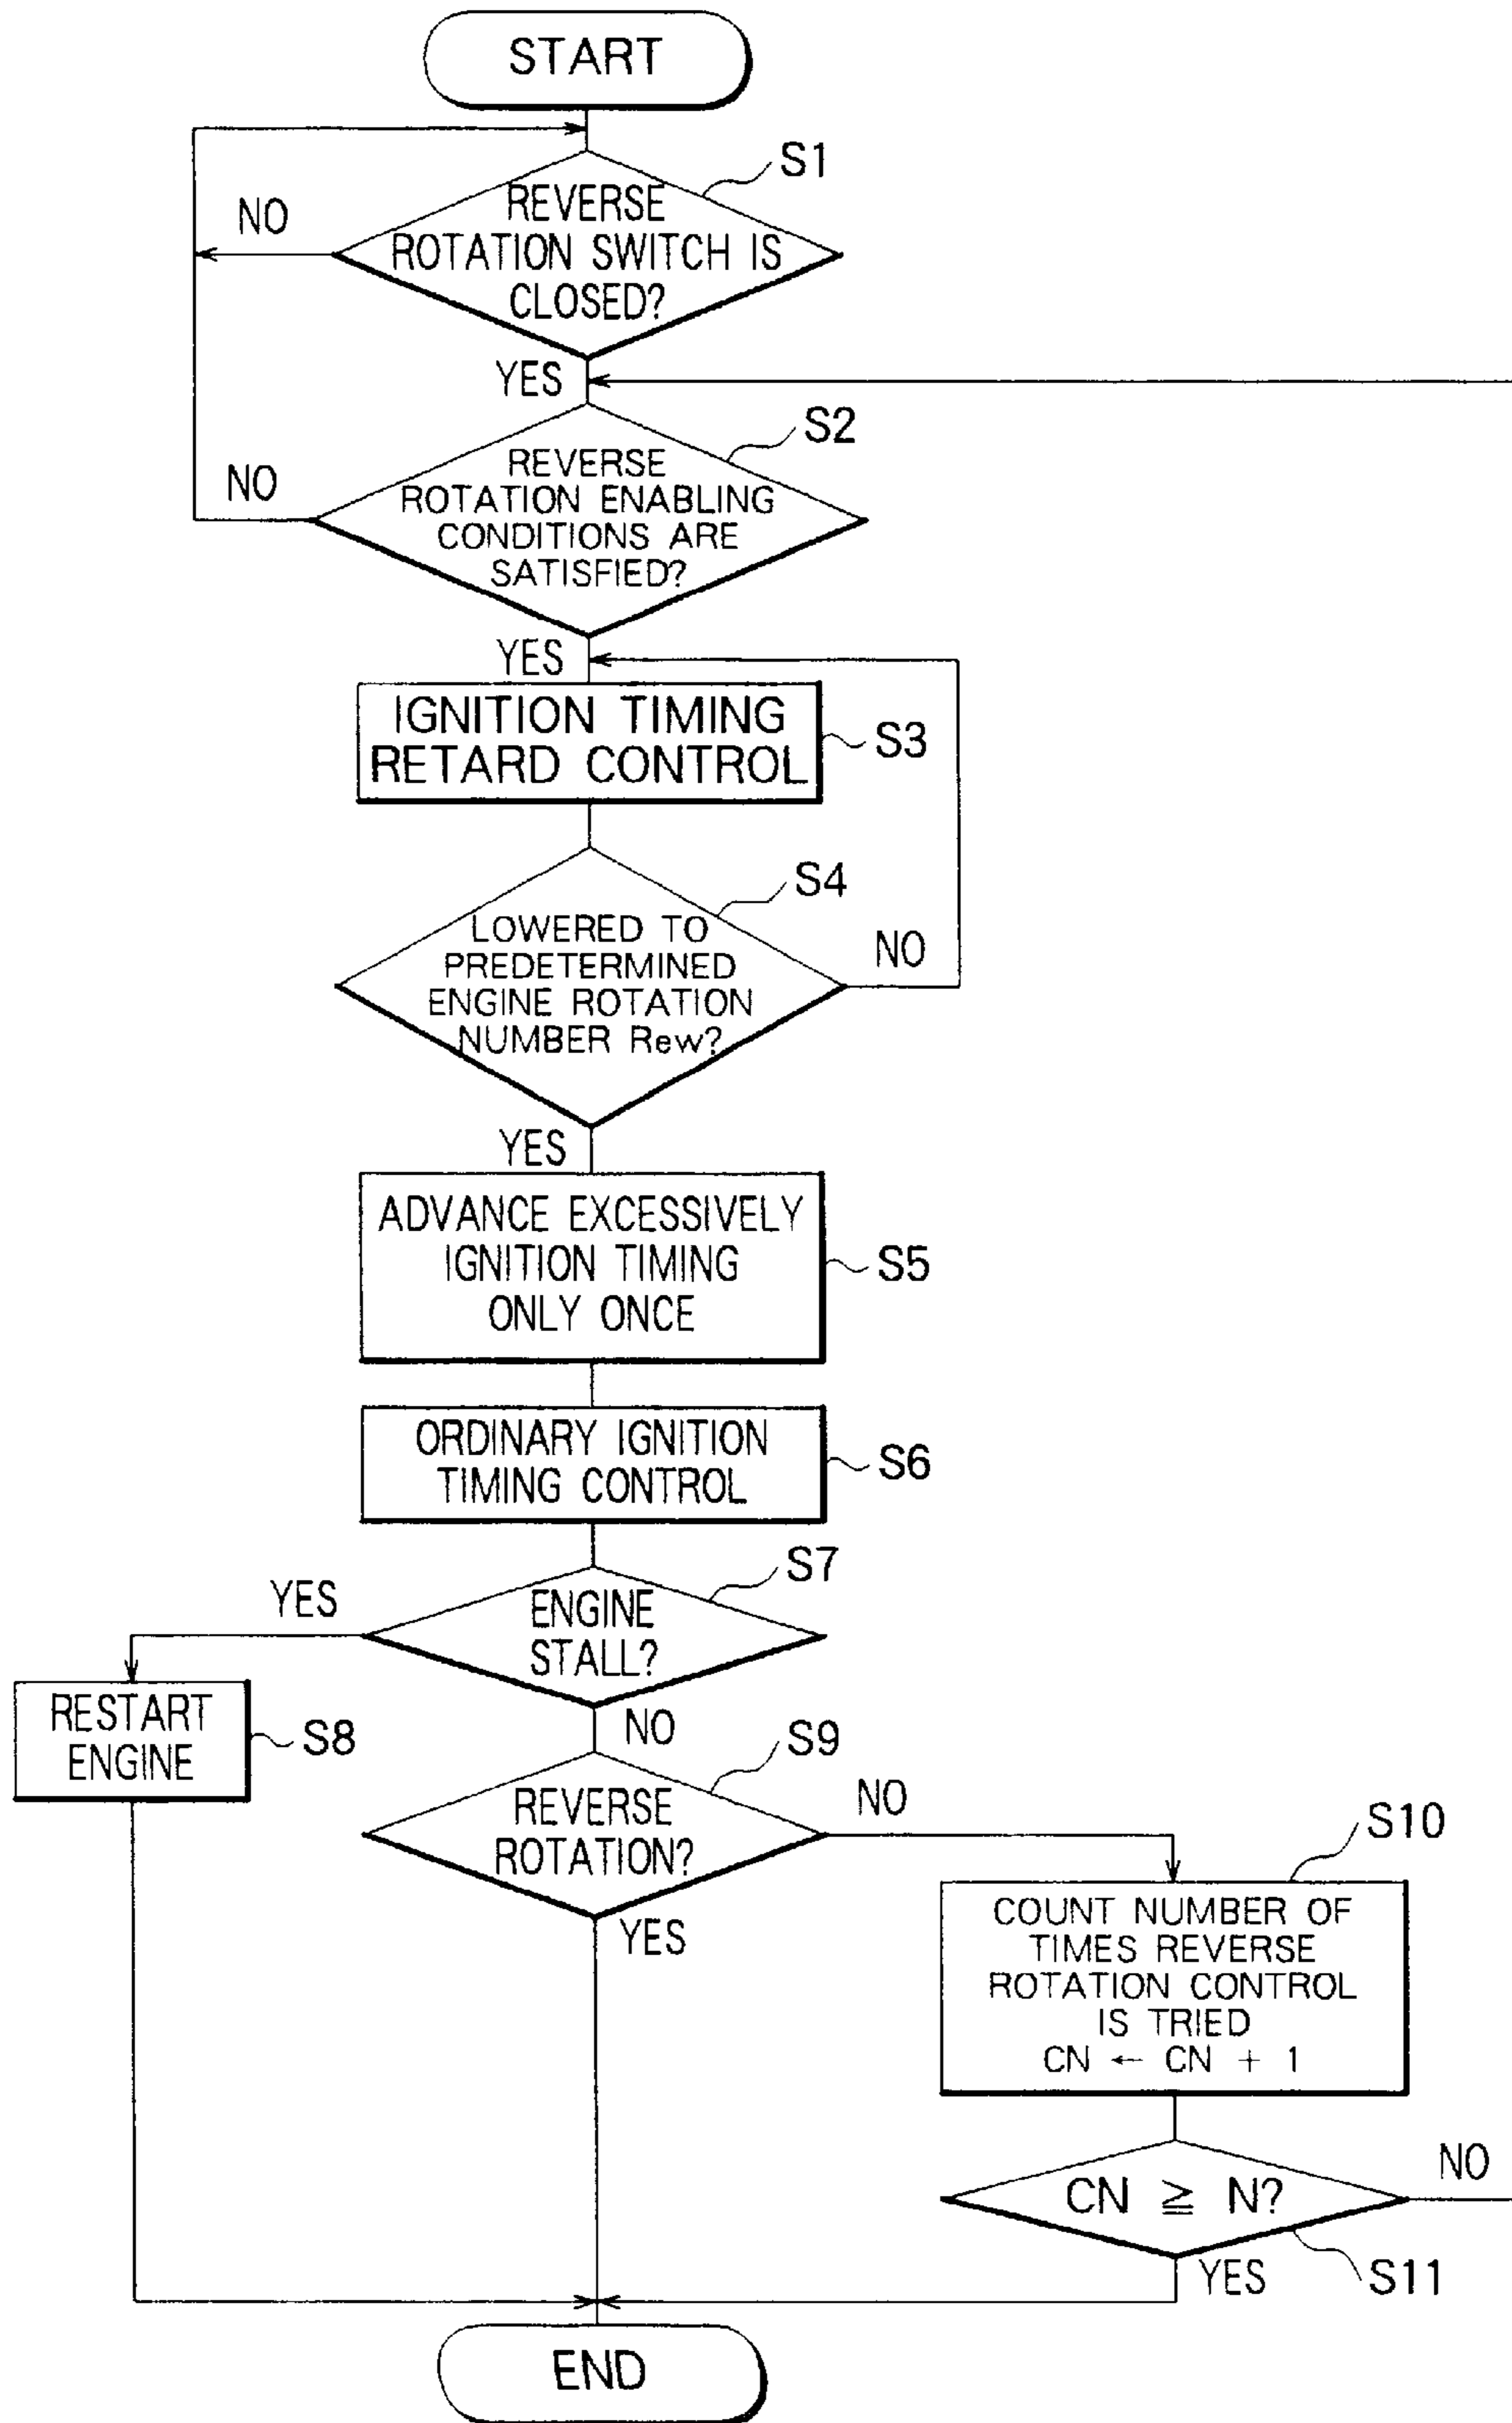 START
S1
REVERSE
ROTATION SWITCH IS
CLOSED?
NO
YES
S2
REVERSE
ROTATION ENABLING
CONDITIONS ARE
SATISFIED?
NO
YES
IGNITION TIMING
RETARD CONTROL
S3
S4
LOWERED TO
PREDETERMINED
ENGINE ROTATION
NUMBER Rew?
NO
YES
ADVANCE EXCESSIVELY
IGNITION TIMING
ONLY ONCE
S5
ORDINARY IGNITION
TIMING CONTROL
S6
S7
ENGINE
STALL?
YES
RESTART
ENGINE
S8
NO
S9
REVERSE
ROTATION?
NO
YES
S10
COUNT NUMBER OF
TIMES REVERSE
ROTATION CONTROL
IS TRIED
CN ← CN + 1
CN ≧ N?
NO
S11
YES
END